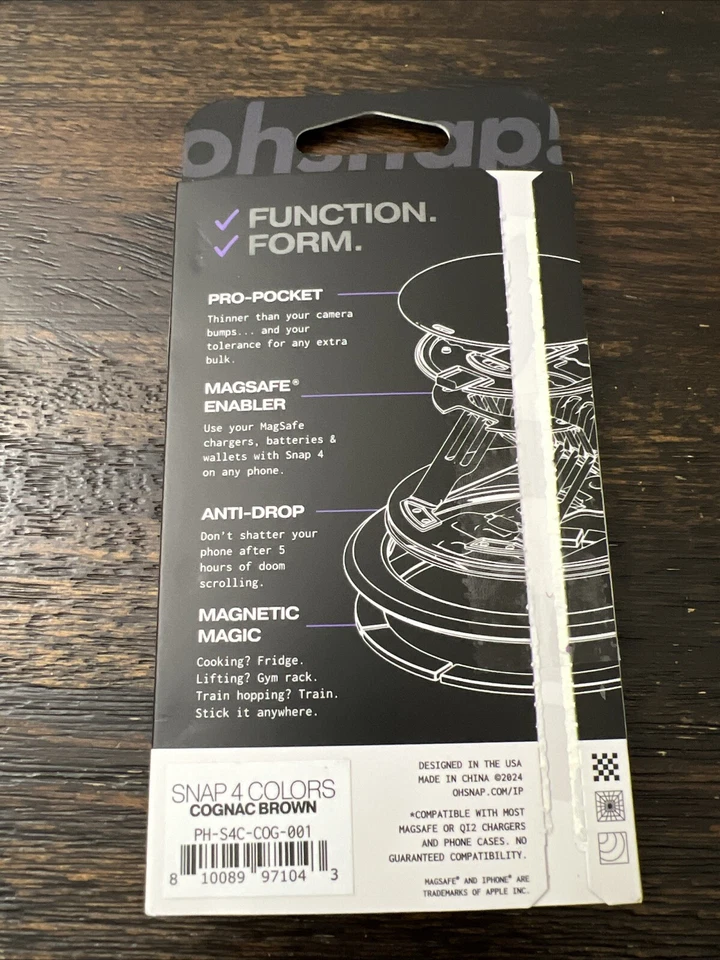 ohsnap!
FUNCTION.
FORM.
PRO-POCKET
Thinner than your camera
bumps... and your
tolerance for any extra
bulk.
MAGSAFE®
ENABLER
Use your MagSafe
chargers, batteries &
wallets with Snap 4
on any phone.
ANTI-DROP
Don't shatter your
phone after 5
hours of doom
scrolling.
MAGNETIC
MAGIC
Cooking? Fridge.
Lifting? Gym rack.
Train hopping? Train.
Stick it anywhere.
SNAP 4 COLORS
COGNAC BROWN
PH-S4C-COG-001
8 10089 97104 3
DESIGNED IN THE USA
MADE IN CHINA ©2024
OHSNAP.COM/IP
*COMPATIBLE WITH MOST
MAGSAFE OR QI2 CHARGERS
AND PHONE CASES. NO
GUARANTEED COMPATIBILITY.
MAGSAFE® AND IPHONE® ARE
TRADEMARKS OF APPLE INC.